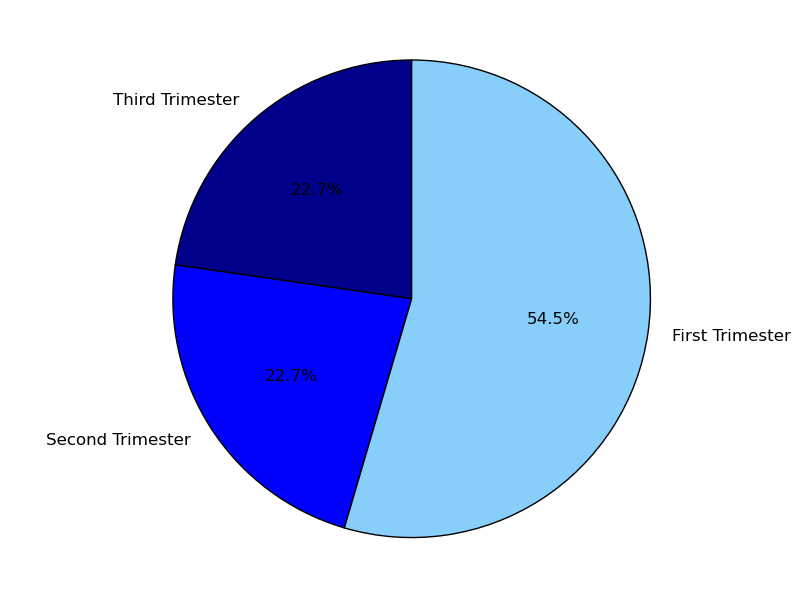 Third Trimester
22.7%
54.5%
First Trimester
22.7%
Second Trimester